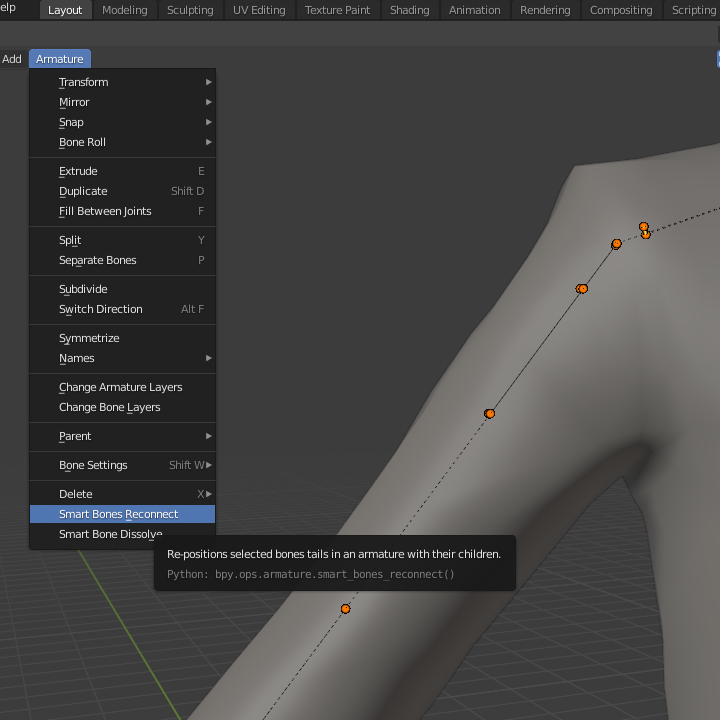 elp Layout Modeling Sculpting UV Editing Texture Paint Shading Animation Rendering Compositing Scripting
Add Armature
Transform
Mirror
Snap
Bone Roll
Extrude E
Duplicate Shift D
Fill Between Joints F
Split Y
Separate Bones P
Subdivide
Switch Direction Alt F
Symmetrize
Names
Change Armature Layers
Change Bone Layers
Parent
Bone Settings Shift W
Delete X
Smart Bones Reconnect
Smart Bone Dissolve
Re-positions selected bones tails in an armature with their children.
Python: bpy.ops.armature.smart_bones_reconnect()